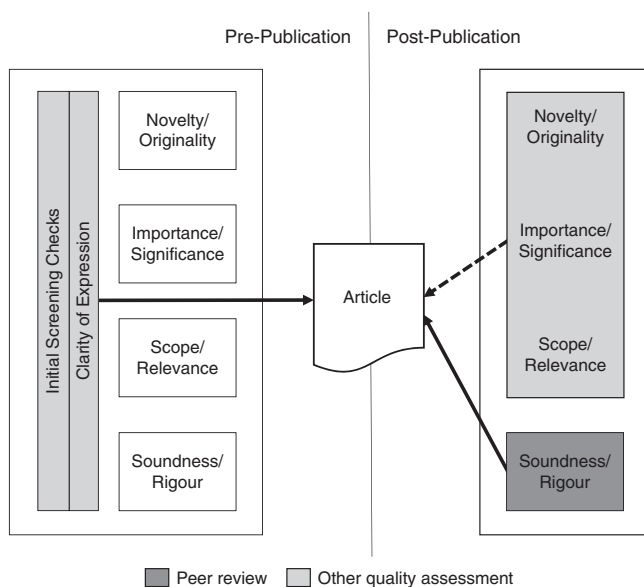 Pre-Publication
Post-Publication
Initial Screening Checks
Clarity of Expression
Novelty/
Originality
Importance/
Significance
Scope/
Relevance
Soundness/
Rigour
Article
Novelty/
Originality
Importance/
Significance
Scope/
Relevance
Soundness/
Rigour
Peer review
Other quality assessment